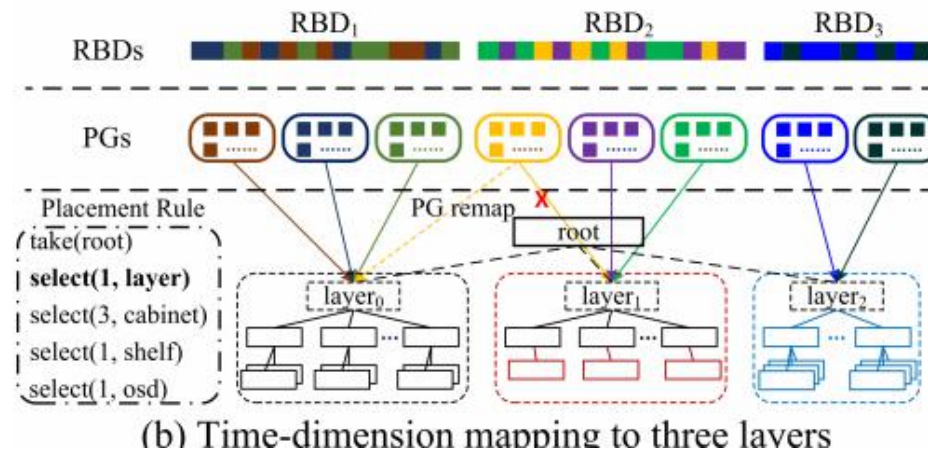 RBD₁ RBD₂ RBD₃
RBDs
PGs
...... ...... ...... ...... ...... ...... ...... ......
Placement Rule
PG remap
X
root
take(root)
select(1, layer)
select(3, cabinet)
select(1, shelf)
select(1, osd)
layer₀ layer₁ layer₂
... ... ...
(b) Time-dimension mapping to three layers